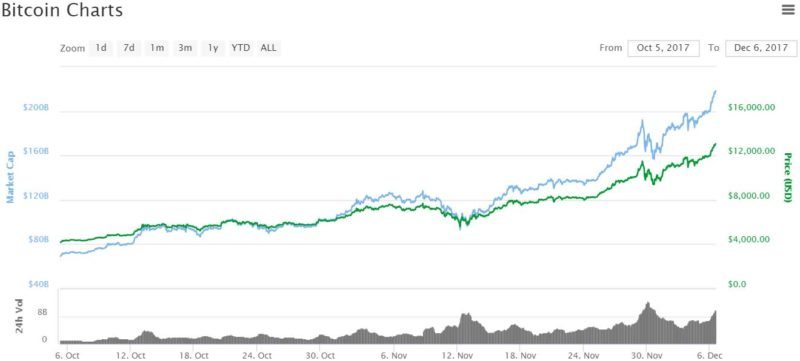 Bitcoin Charts
Zoom 1d 7d 1m 3m 1y YTD ALL From Oct 5, 2017 To Dec 6, 2017
$200B $16,000.00
$160B $12,000.00
Market Cap Price (USD)
$120B $8,000.00
$80B $4,000.00
$40B $0.0
24h Vol
8B
0
6. Oct 12. Oct 18. Oct 24. Oct 30. Oct 6. Nov 12. Nov 18. Nov 24. Nov 30. Nov 6. Dec